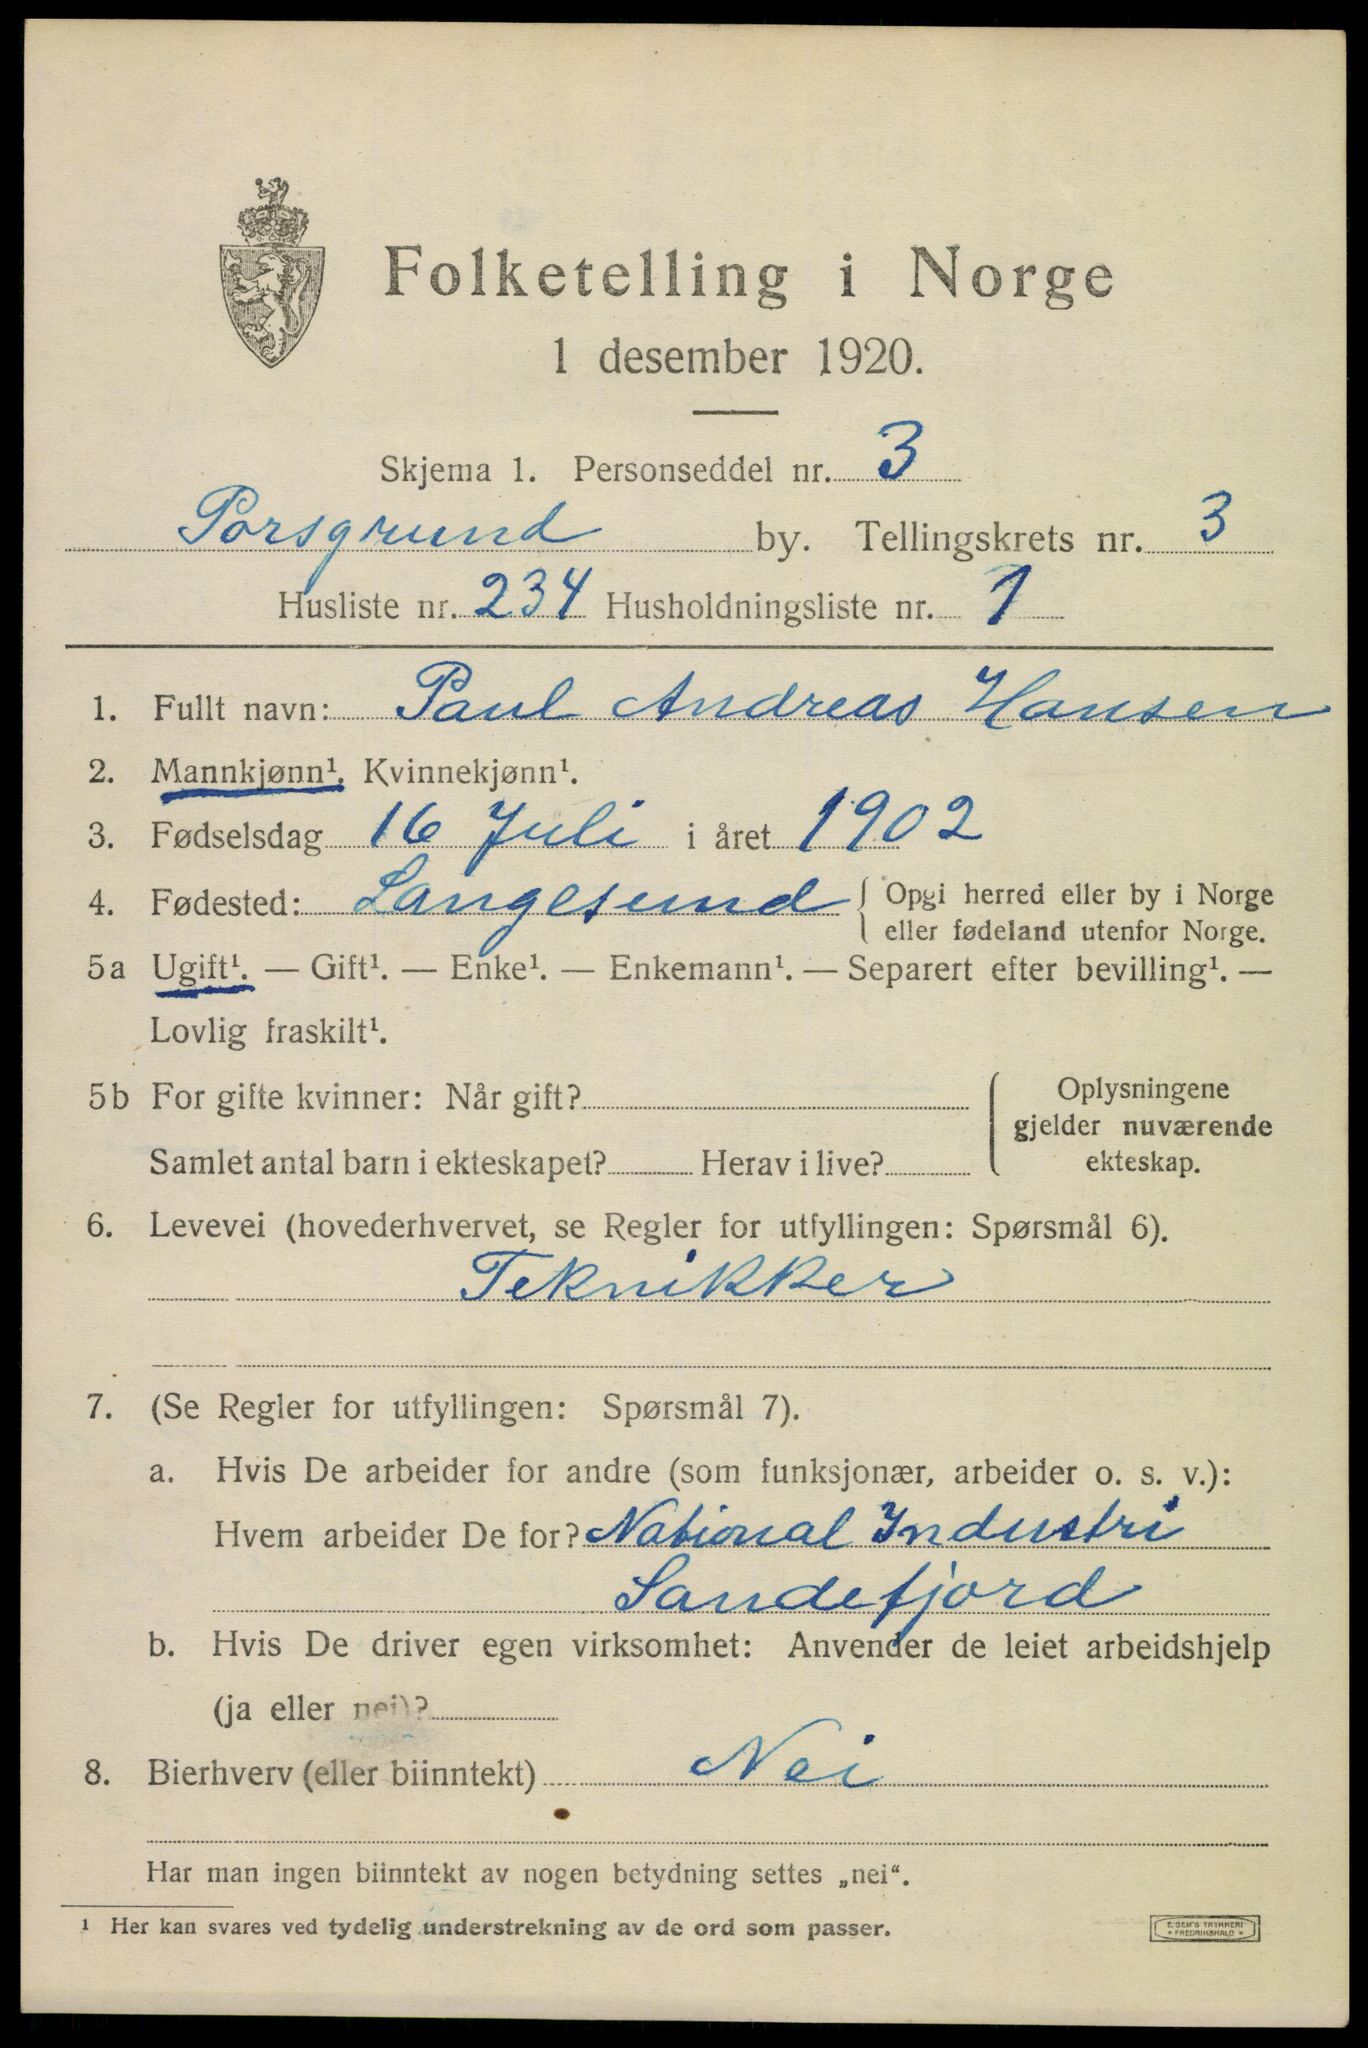 Folketelling i Norge
1 desember 1920.
Skjema 1. Personseddel nr. 3
Porsgrund by. Tellingskrets nr. 3
Husliste nr. 234 Husholdningsliste nr. 1
1. Fullt navn: Paul Andreas Hansen
2. Mannkjønn¹. Kvinnekjønn¹.
3. Fødselsdag 16 Juli i året 1902
4. Fødested: Langesund { Opgi herred eller by i Norge
eller fødeland utenfor Norge.
5a Ugift¹. — Gift¹. — Enke¹. — Enkemann¹. — Separert efter bevilling¹. —
Lovlig fraskilt¹.
5b For gifte kvinner: Når gift?
Samlet antal barn i ekteskapet? Herav i live?
Oplysningene
gjelder nuværende
ekteskap.
6. Levevei (hovederhvervet, se Regler for utfyllingen: Spørsmål 6).
Teknikker
7. (Se Regler for utfyllingen: Spørsmål 7).
a. Hvis De arbeider for andre (som funksjonær, arbeider o. s. v.):
Hvem arbeider De for? National Industri
Sandefjord
b. Hvis De driver egen virksomhet: Anvender de leiet arbeidshjelp
(ja eller nei)?
8. Bierhverv (eller biinntekt) Nei
Har man ingen biinntekt av nogen betydning settes „nei“.
¹ Her kan svares ved tydelig understrekning av de ord som passer.
E. SEM'S TRYKKERI
FREDRIKSHALD